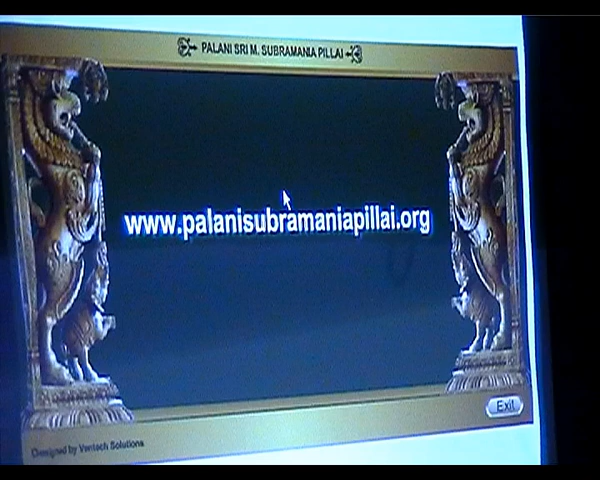 PALANI SRI M. SUBRAMANIA PILLAI
www.palanisubramaniapillai.org
Exit
Designed by Ventech Solutions